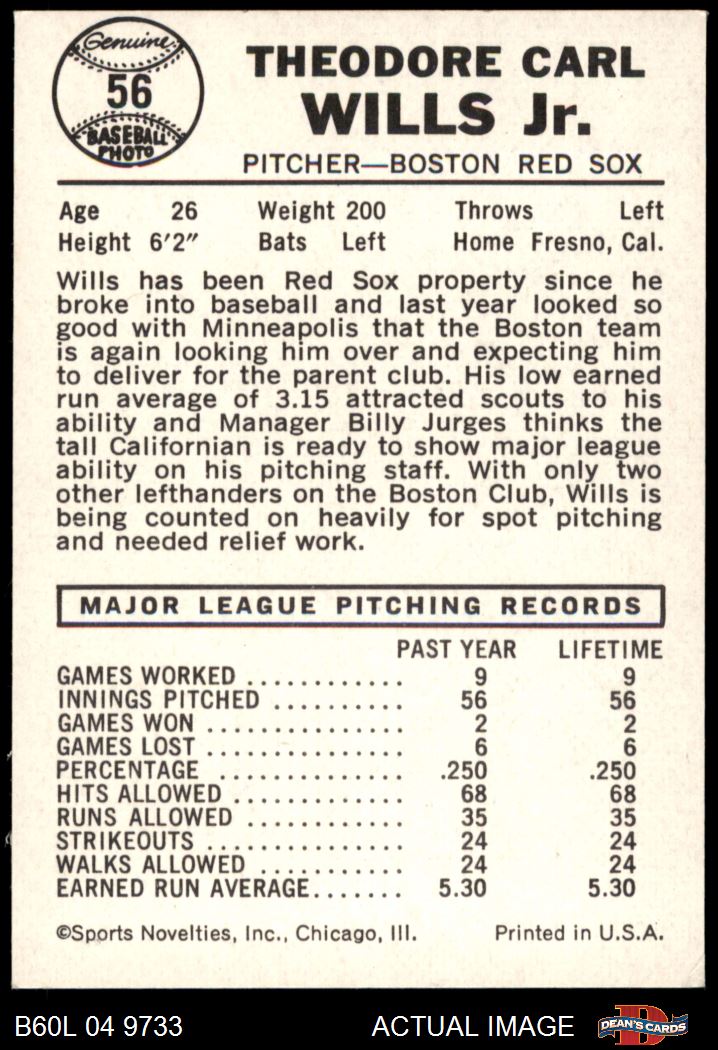 Genuine
56
BASEBALL
PHOTO
THEODORE CARL
WILLS Jr.
PITCHER—BOSTON RED SOX
Age 26 Weight 200 Throws Left
Height 6'2" Bats Left Home Fresno, Cal.
Wills has been Red Sox property since he
broke into baseball and last year looked so
good with Minneapolis that the Boston team
is again looking him over and expecting him
to deliver for the parent club. His low earned
run average of 3.15 attracted scouts to his
ability and Manager Billy Jurges thinks the
tall Californian is ready to show major league
ability on his pitching staff. With only two
other lefthanders on the Boston Club, Wills is
being counted on heavily for spot pitching
and needed relief work.
MAJOR LEAGUE PITCHING RECORDS
PAST YEAR LIFETIME
GAMES WORKED ............ 9 9
INNINGS PITCHED .......... 56 56
GAMES WON ............... 2 2
GAMES LOST ............... 6 6
PERCENTAGE .............. .250 .250
HITS ALLOWED ............. 68 68
RUNS ALLOWED ............ 35 35
STRIKEOUTS ............... 24 24
WALKS ALLOWED ........... 24 24
EARNED RUN AVERAGE....... 5.30 5.30
©Sports Novelties, Inc., Chicago, Ill. Printed in U.S.A.
B60L 04 9733 ACTUAL IMAGE D DEAN'S CARDS